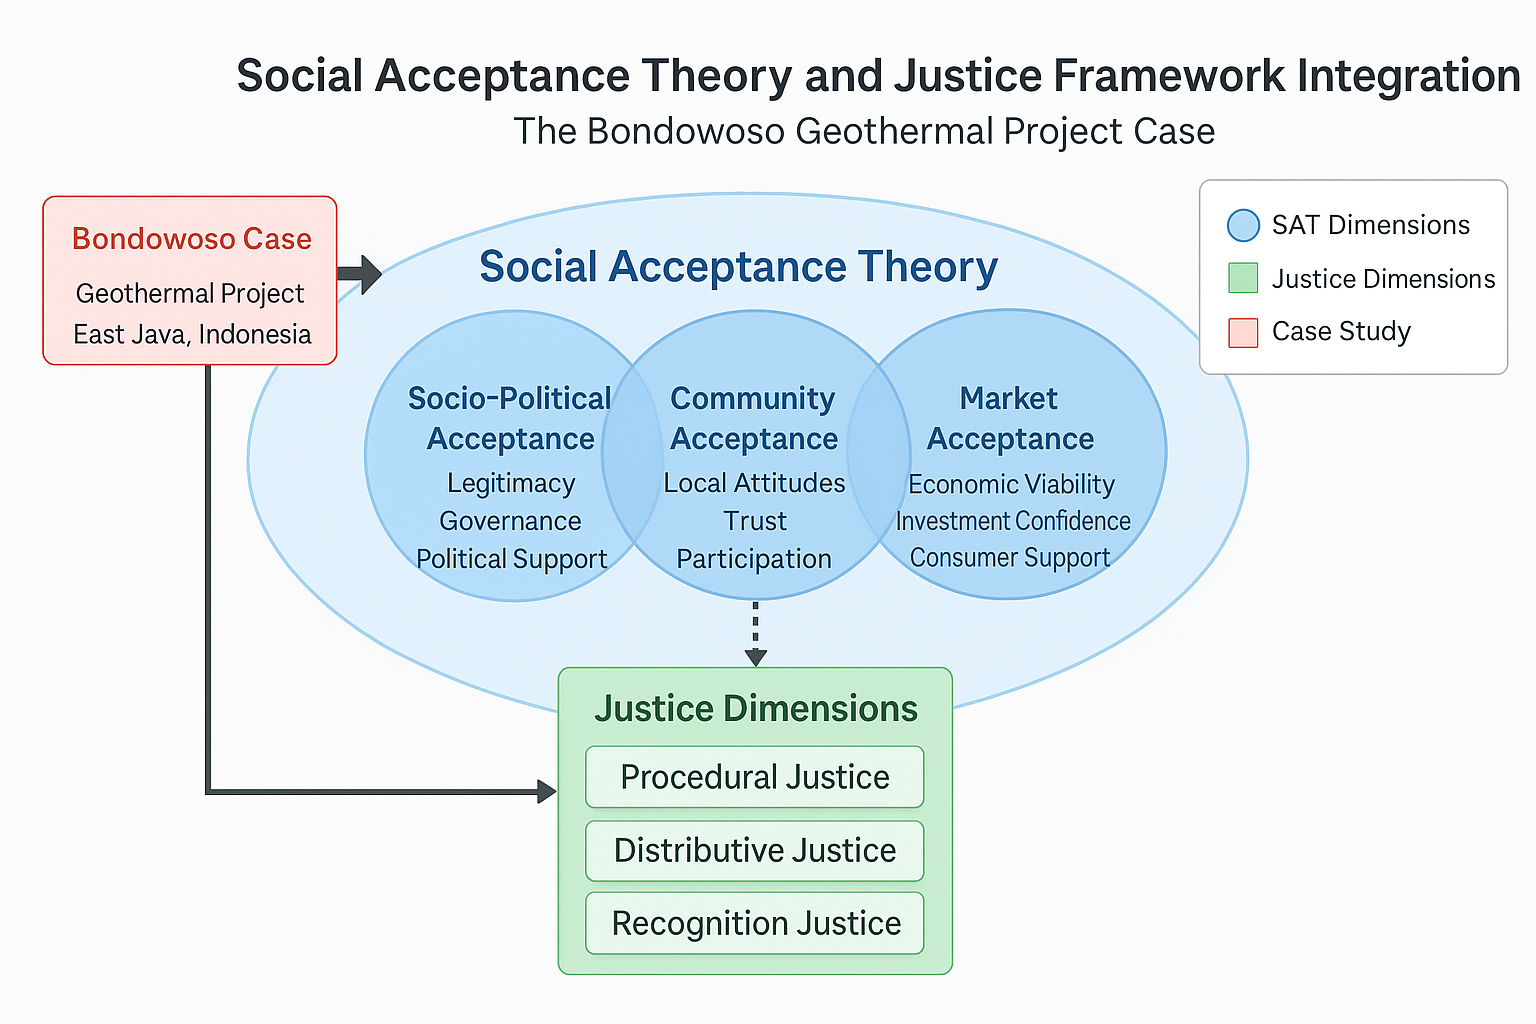 Social Acceptance Theory and Justice Framework Integration
The Bondowoso Geothermal Project Case
Bondowoso Case
Geothermal Project
East Java, Indonesia
Social Acceptance Theory
Socio-Political
Acceptance
Legitimacy
Governance
Political Support
Community
Acceptance
Local Attitudes
Trust
Participation
Market
Acceptance
Economic Viability
Investment Confidence
Consumer Support
SAT Dimensions
Justice Dimensions
Case Study
Justice Dimensions
Procedural Justice
Distributive Justice
Recognition Justice